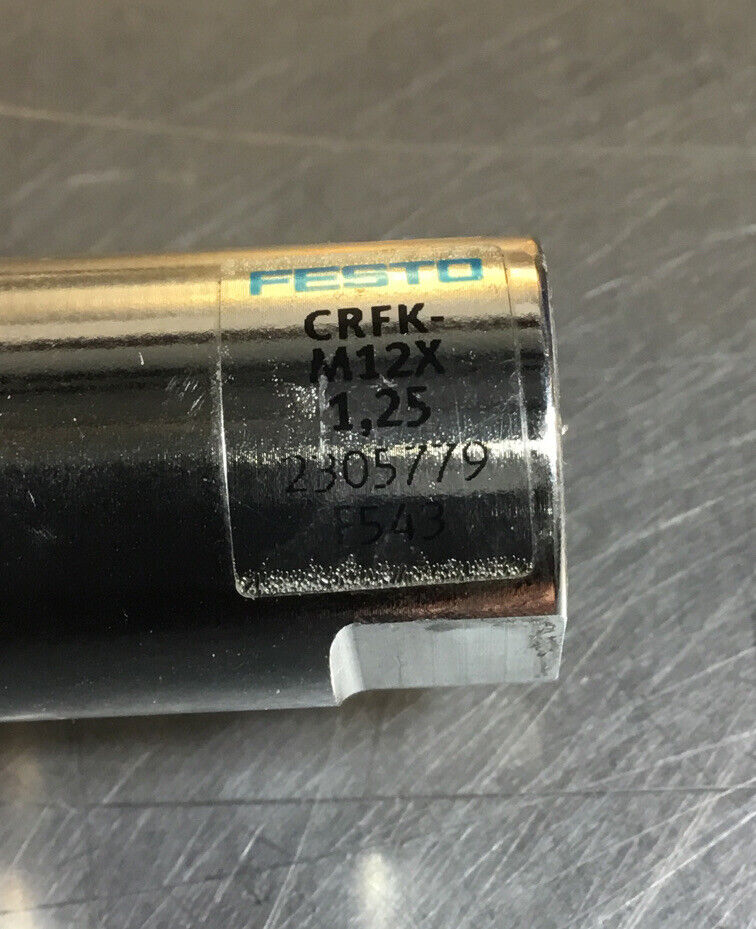 FESTO
CRFK-
M12X
1,25
2305779
F543